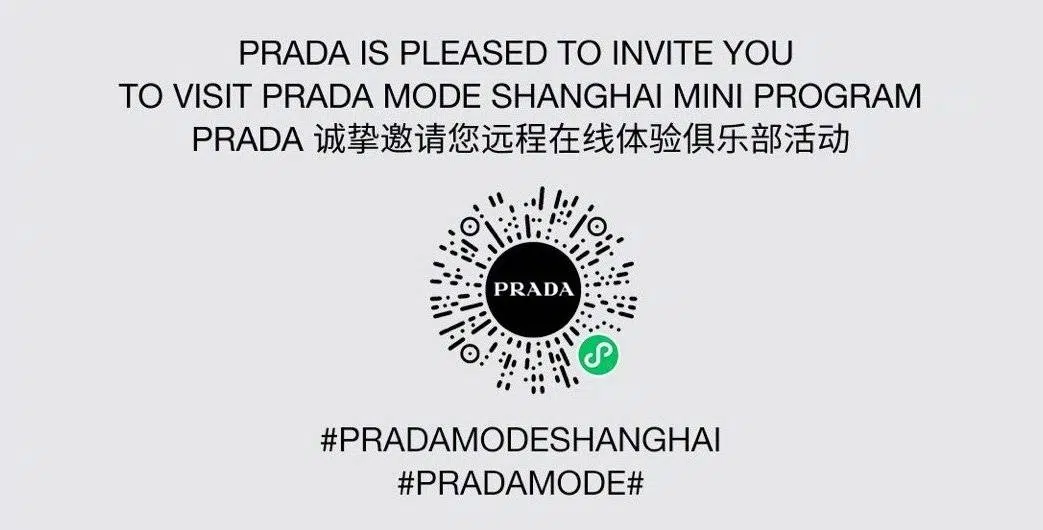 PRADA IS PLEASED TO INVITE YOU
TO VISIT PRADA MODE SHANGHAI MINI PROGRAM
PRADA 诚挚邀请您远程在线体验俱乐部活动
PRADA
#PRADAMODESHANGHAI
#PRADAMODE#